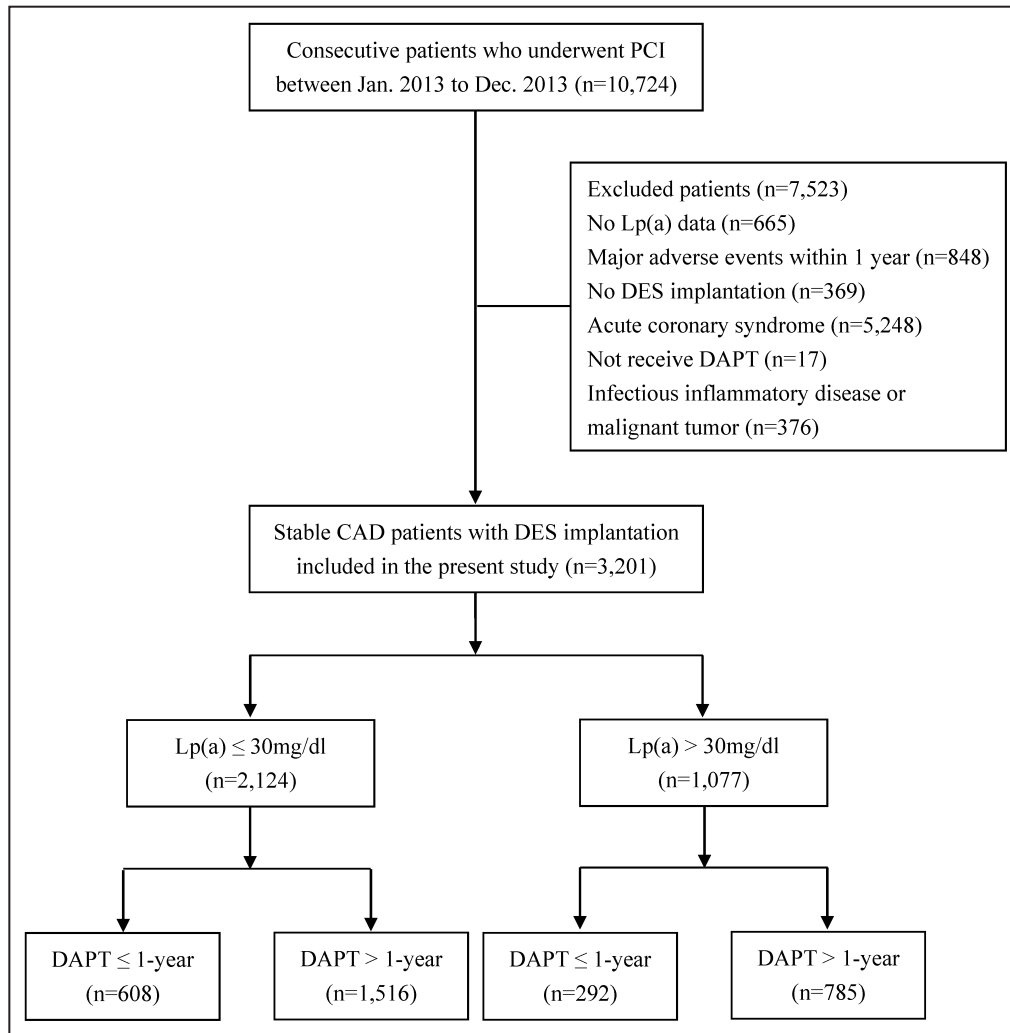 Consecutive patients who underwent PCI
between Jan. 2013 to Dec. 2013 (n=10,724)
Excluded patients (n=7,523)
No Lp(a) data (n=665)
Major adverse events within 1 year (n=848)
No DES implantation (n=369)
Acute coronary syndrome (n=5,248)
Not receive DAPT (n=17)
Infectious inflammatory disease or
malignant tumor (n=376)
Stable CAD patients with DES implantation
included in the present study (n=3,201)
Lp(a) ≤ 30mg/dl
(n=2,124)
Lp(a) > 30mg/dl
(n=1,077)
DAPT ≤ 1-year
(n=608)
DAPT > 1-year
(n=1,516)
DAPT ≤ 1-year
(n=292)
DAPT > 1-year
(n=785)